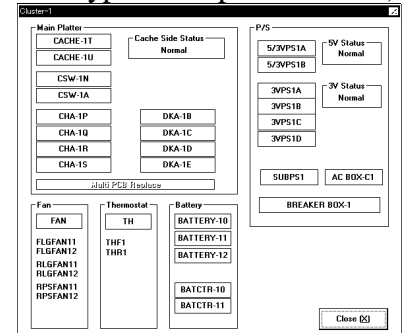 Cluster=1
Main Platter
CACHE-1T
CACHE-1U
Cache Side Status
Normal
CSW-1N
CSW-1A
CHA-1P
CHA-1Q
CHA-1R
CHA-1S
DKA-1B
DKA-1C
DKA-1D
DKA-1E
Multi PCB Replace
P/S
5/3VPS1A
5/3VPS1B
5V Status
Normal
3VPS1A
3VPS1B
3VPS1C
3VPS1D
3V Status
Normal
SUBPS1
AC BOX-C1
BREAKER BOX-1
Fan
FAN
FLGFAN11
FLGFAN12
RLGFAN11
RLGFAN12
RPSFAN11
RPSFAN12
Thermostat
TH
THF1
THR1
Battery
BATTERY-10
BATTERY-11
BATTERY-12
BATCTR-10
BATCTR-11
Close (X)